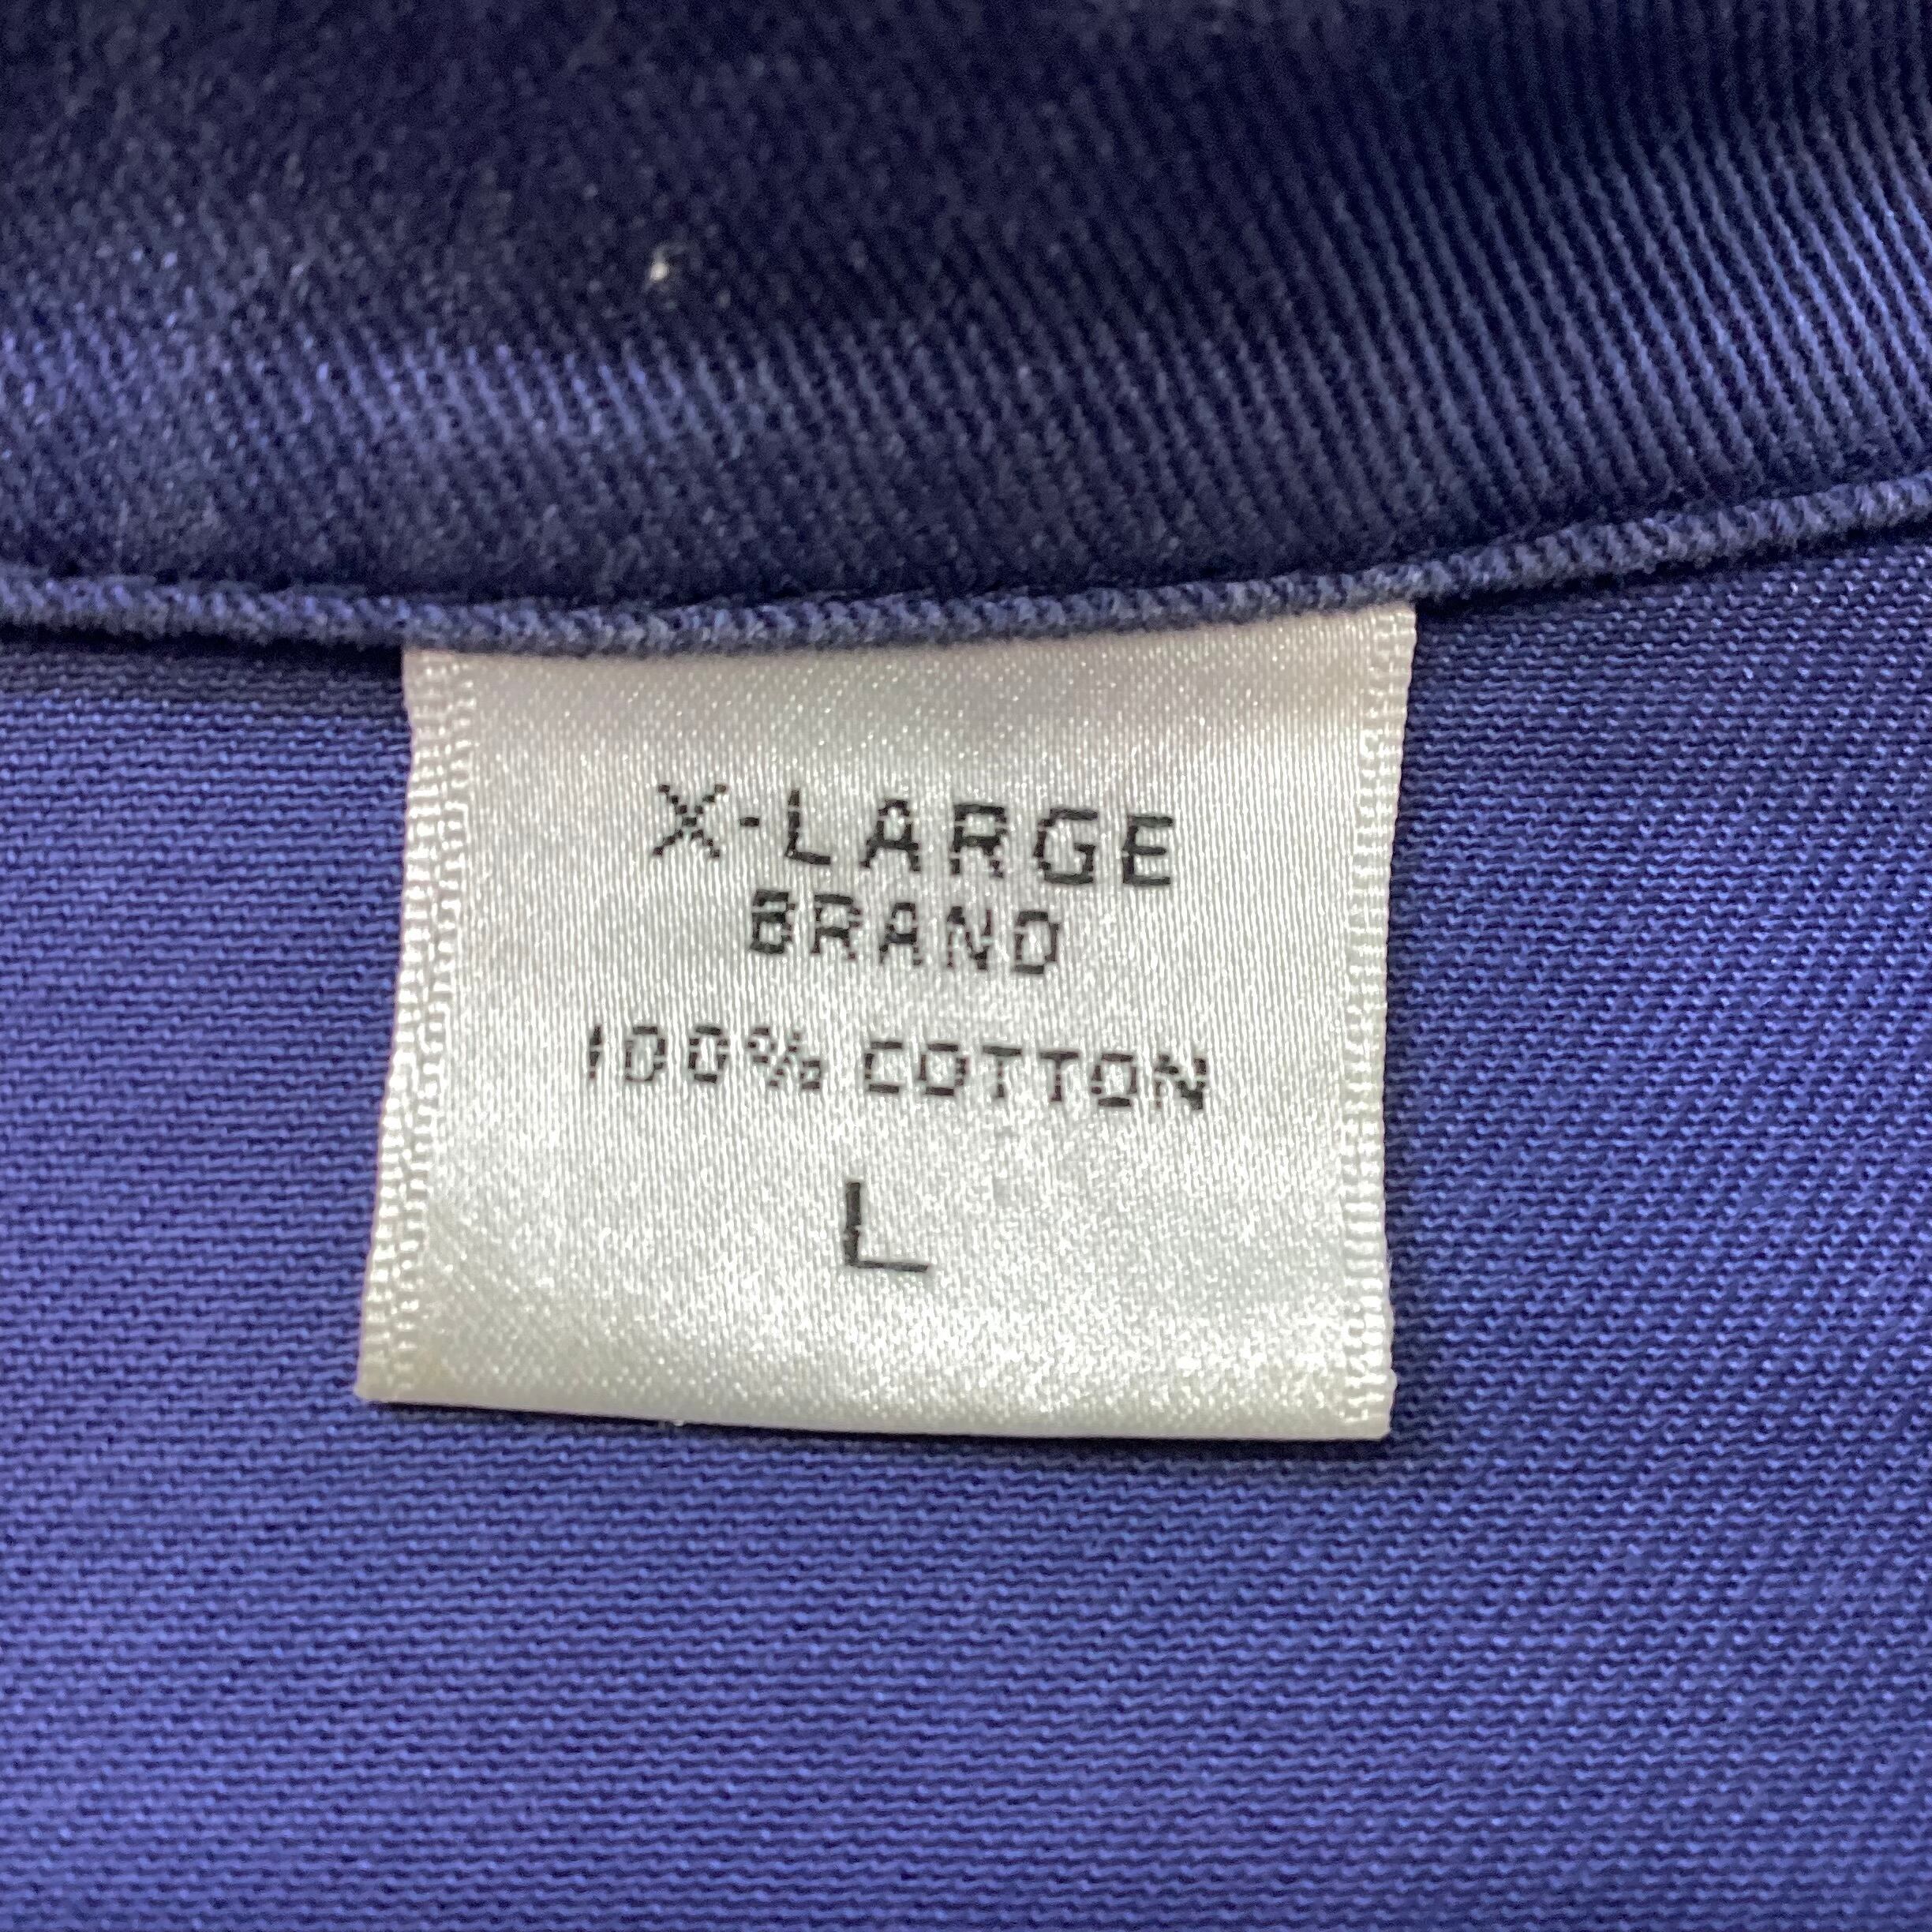 X-LARGE
BRAND
100% COTTON
L